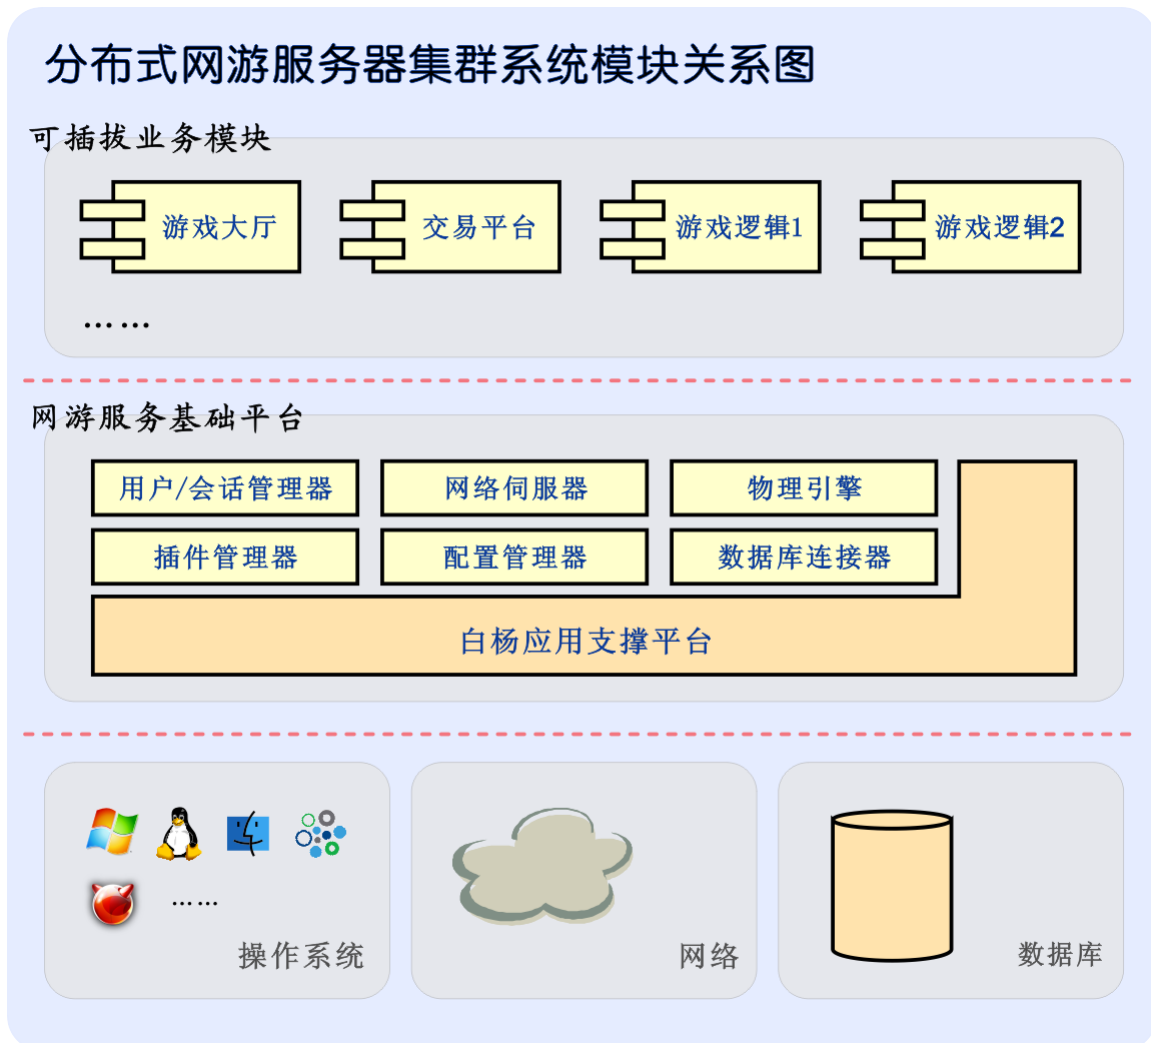 分布式网游服务器集群系统模块关系图
可插拔业务模块
游戏大厅 交易平台 游戏逻辑1 游戏逻辑2
……
网游服务基础平台
用户/会话管理器 网络伺服器 物理引擎
插件管理器 配置管理器 数据库连接器
白杨应用支撑平台
……
操作系统 网络 数据库